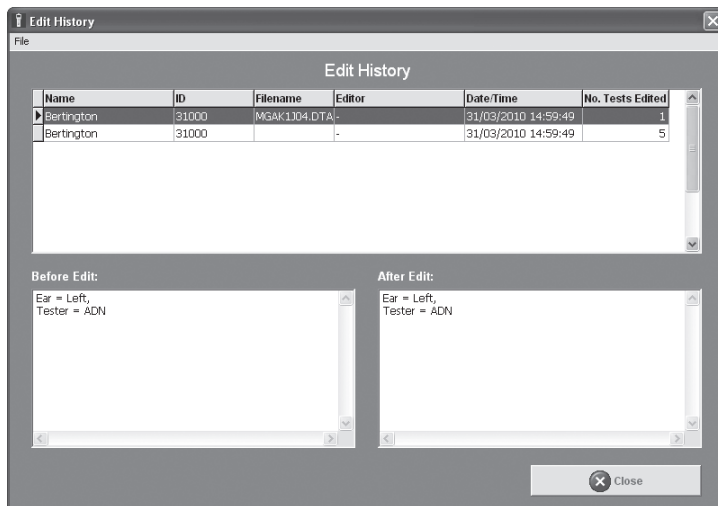 Edit History
File
Edit History
Name ID Filename Editor Date/Time No. Tests Edited
Bertington 31000 MGAK1J04.DTA - 31/03/2010 14:59:49 1
Bertington 31000 - 31/03/2010 14:59:49 5
Before Edit: After Edit:
Ear = Left, Ear = Left,
Tester = ADN Tester = ADN
Close